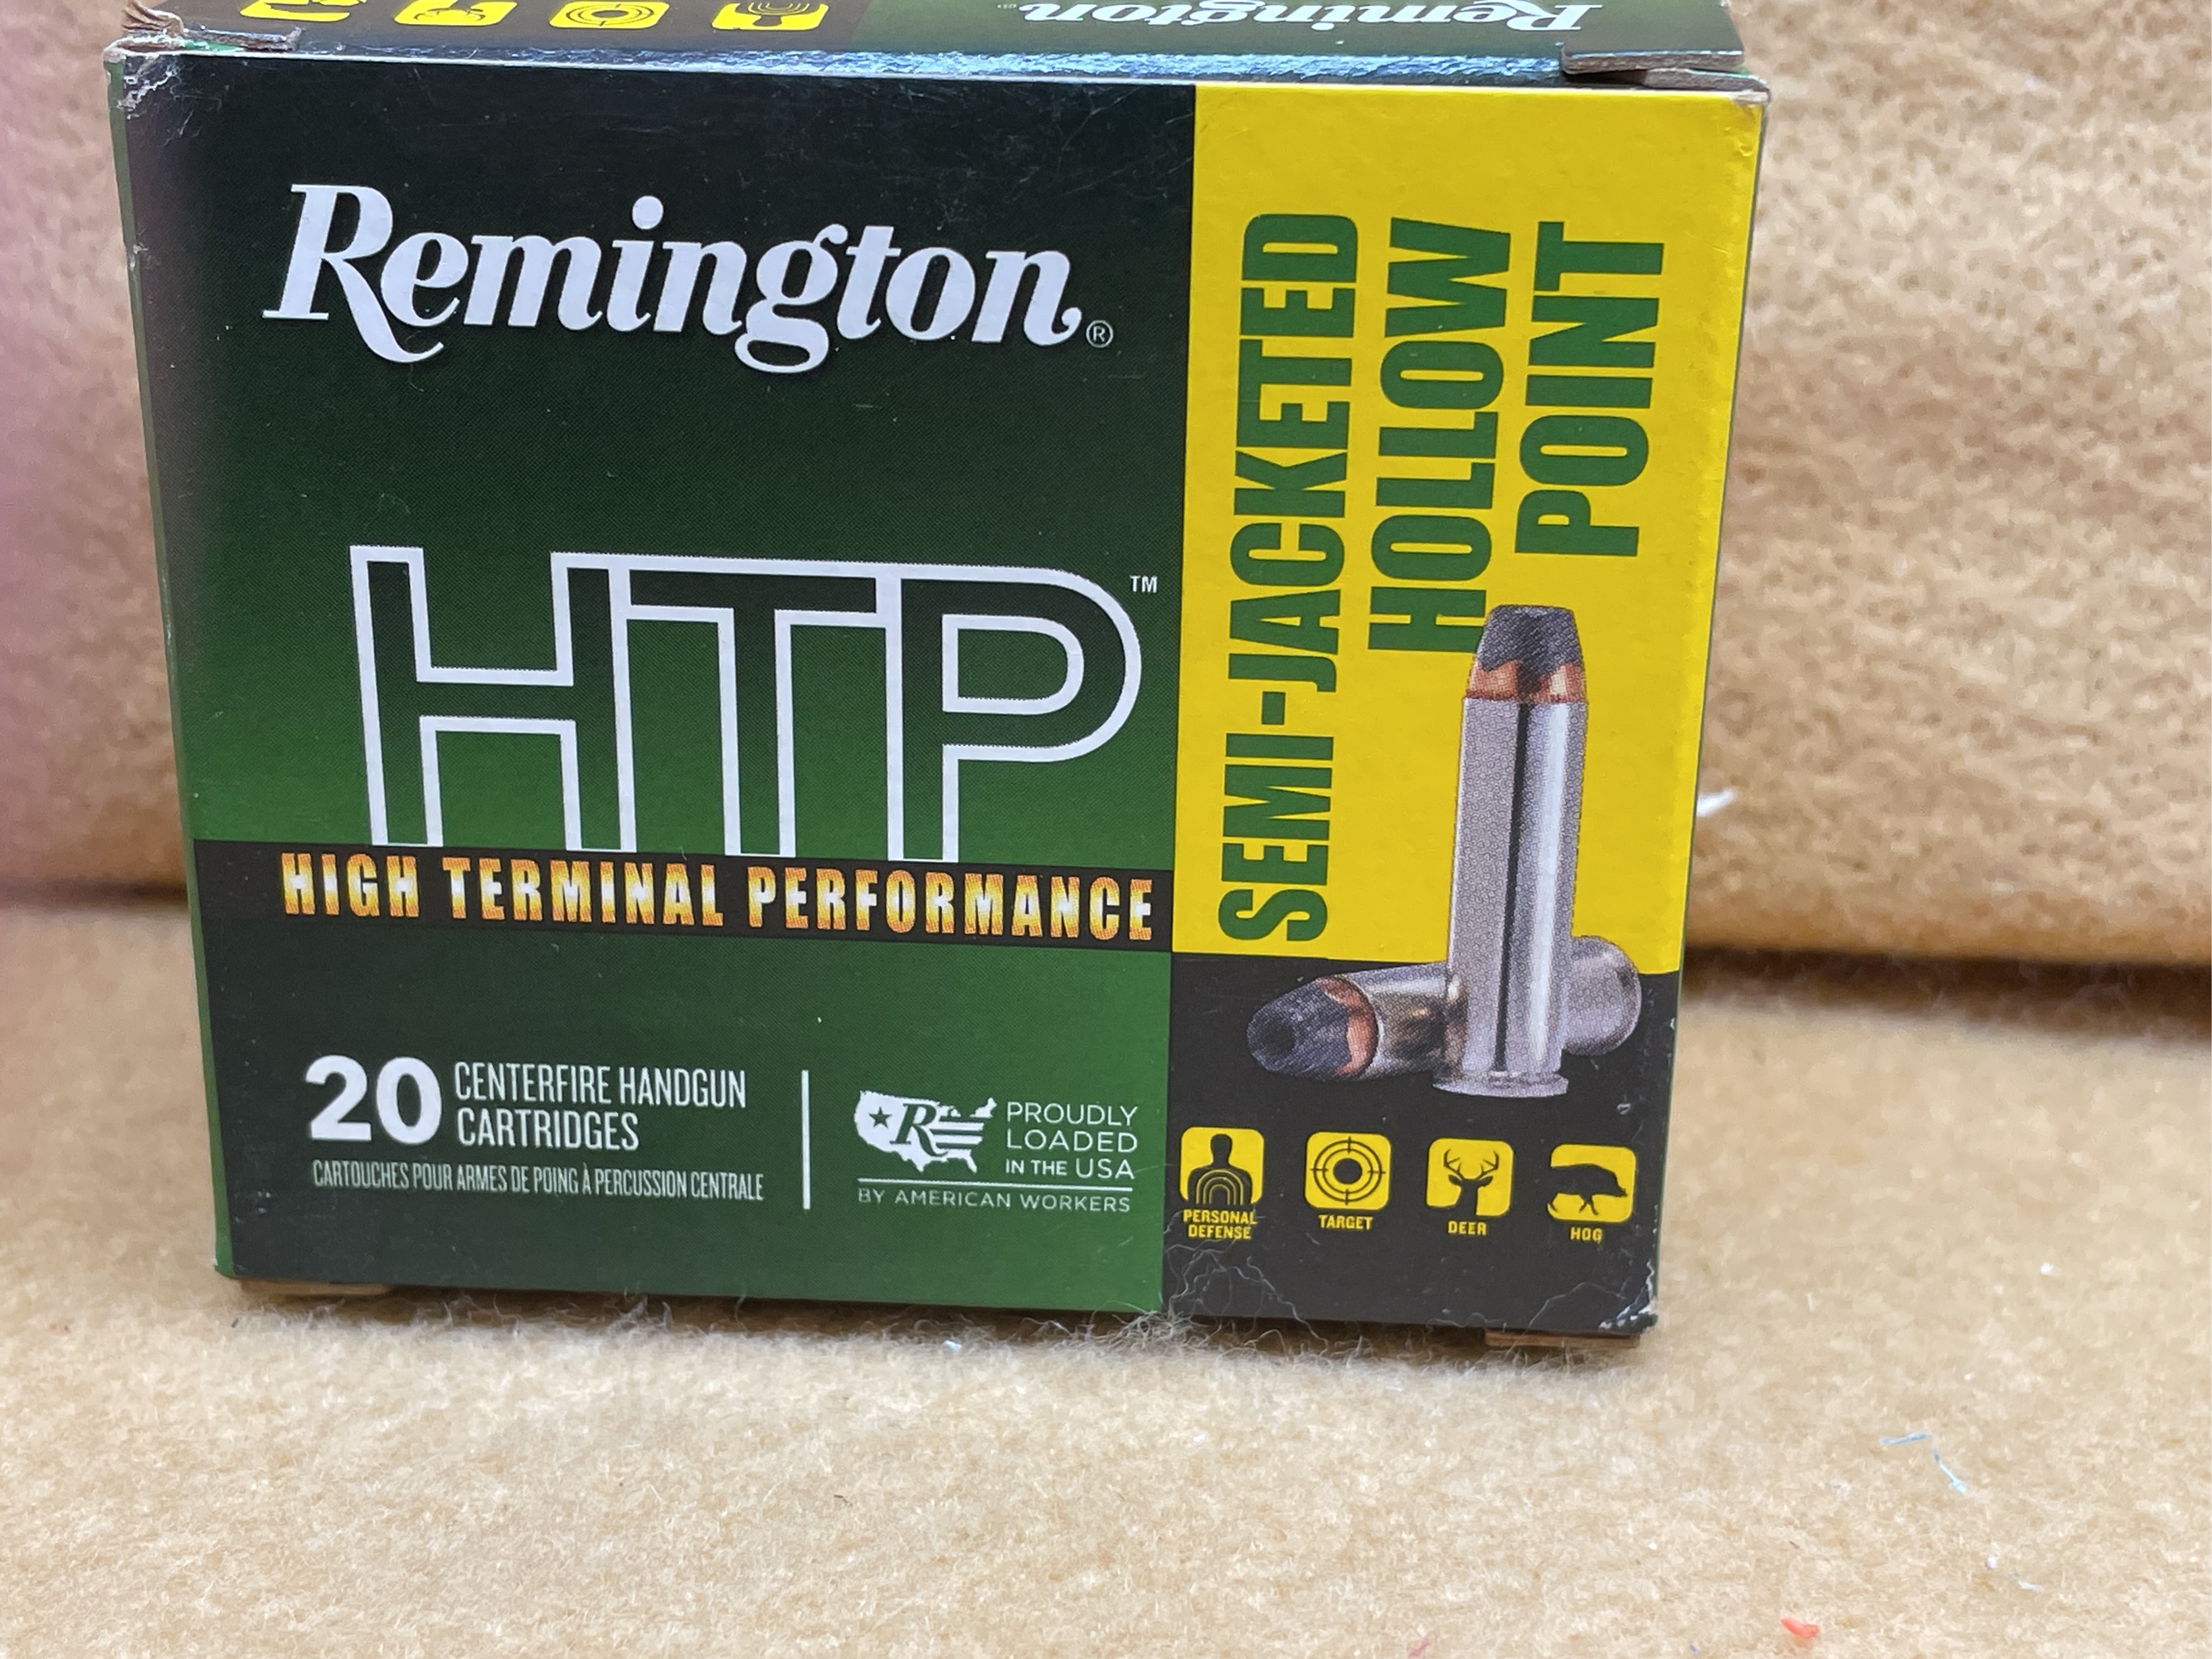 Remington
Remington®
HTP™
HIGH TERMINAL PERFORMANCE
20 CENTERFIRE HANDGUN
CARTRIDGES
CARTOUCHES POUR ARMES DE POING À PERCUSSION CENTRALE
R
PROUDLY
LOADED
IN THE USA
BY AMERICAN WORKERS
SEMI-JACKETED
HOLLOW
POINT
PERSONAL
DEFENSE
TARGET
DEER
HOG